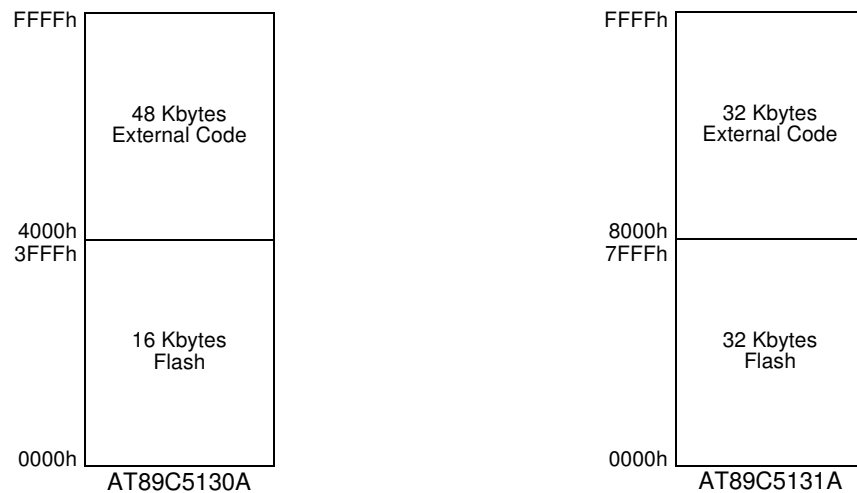 FFFFh
48 Kbytes
External Code
4000h
3FFFh
16 Kbytes
Flash
0000h
AT89C5130A
FFFFh
32 Kbytes
External Code
8000h
7FFFh
32 Kbytes
Flash
0000h
AT89C5131A